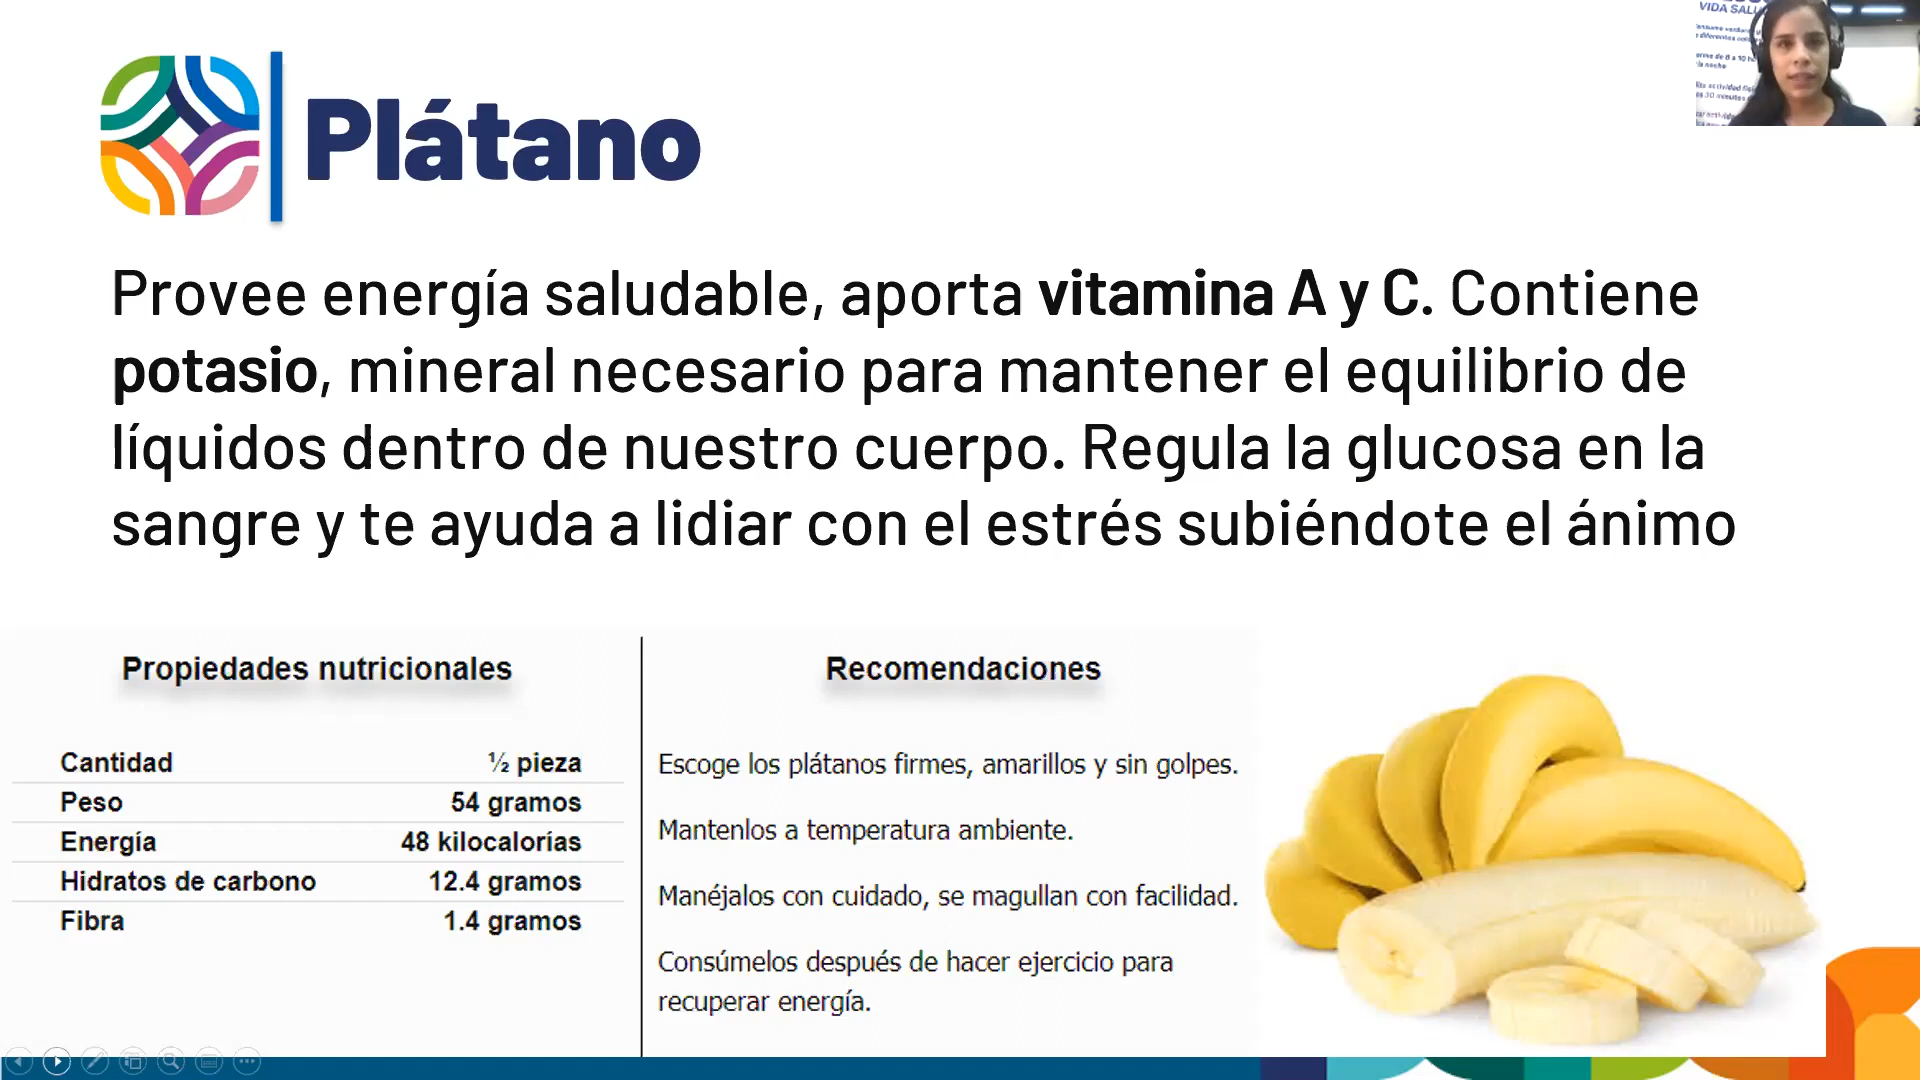 VIDA SALU
Plátano
Provee energía saludable, aporta vitamina A y C. Contiene
potasio, mineral necesario para mantener el equilibrio de
líquidos dentro de nuestro cuerpo. Regula la glucosa en la
sangre y te ayuda a lidiar con el estrés subiéndote el ánimo
Propiedades nutricionales
Cantidad ½ pieza
Peso 54 gramos
Energía 48 kilocalorías
Hidratos de carbono 12.4 gramos
Fibra 1.4 gramos
Recomendaciones
Escoge los plátanos firmes, amarillos y sin golpes.
Mantenlos a temperatura ambiente.
Manéjalos con cuidado, se magullan con facilidad.
Consúmelos después de hacer ejercicio para
recuperar energía.